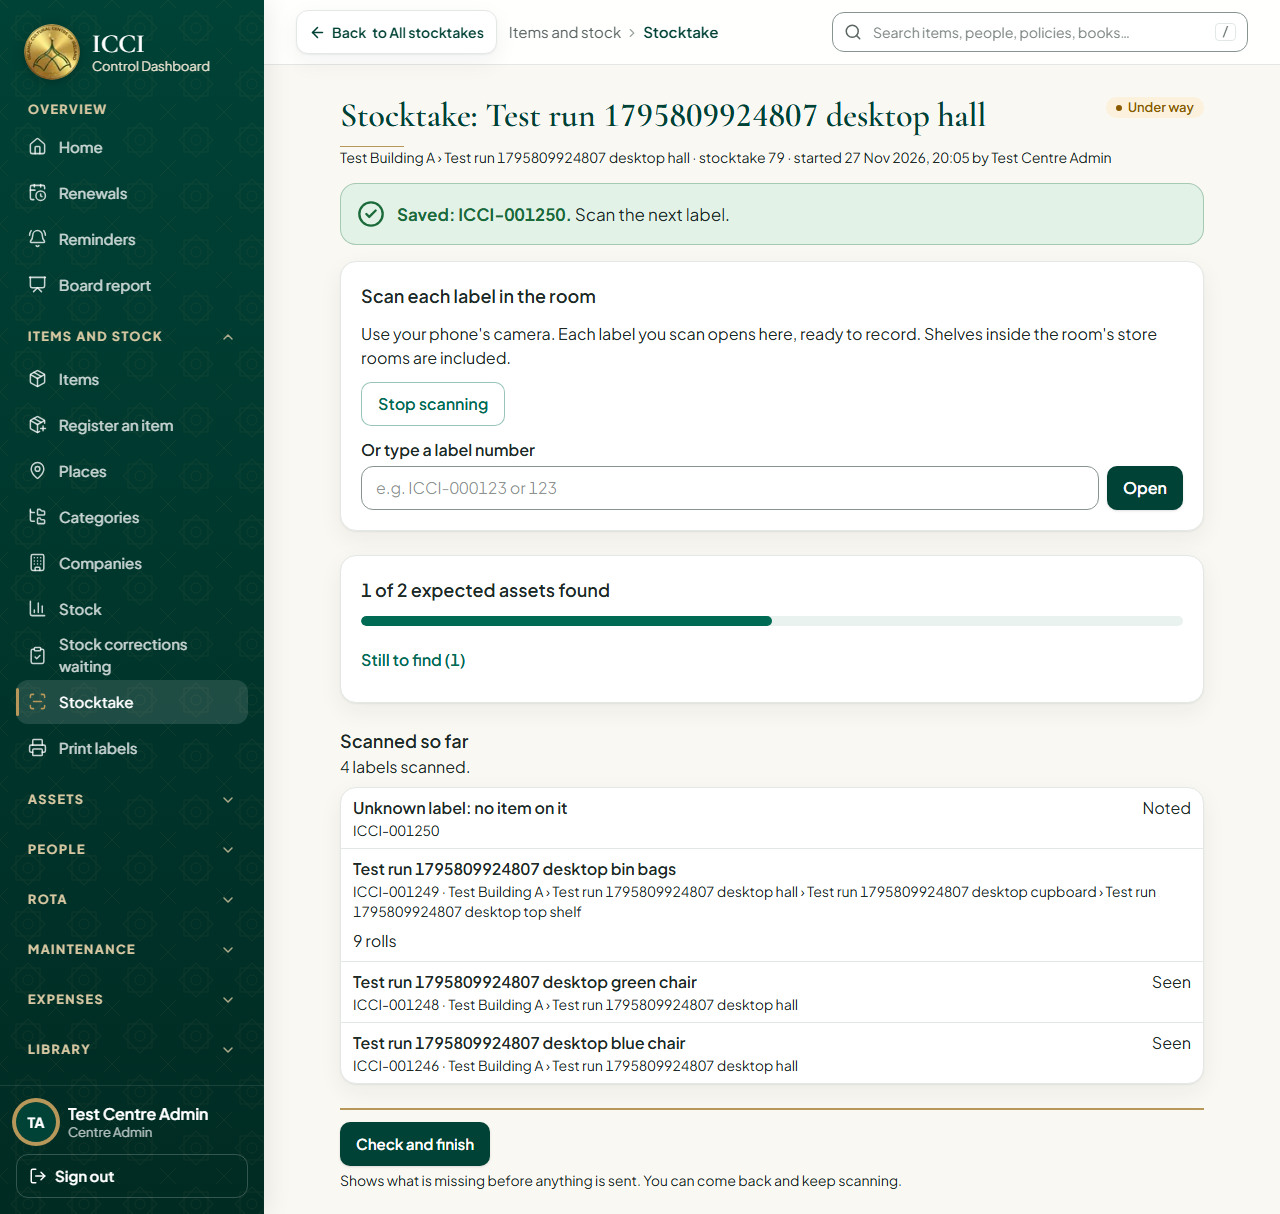 ICCI
Control Dashboard
OVERVIEW
Home
Renewals
Reminders
Board report
ITEMS AND STOCK
Items
Register an item
Places
Categories
Companies
Stock
Stock corrections
waiting
Stocktake
Print labels
ASSETS
PEOPLE
ROTA
MAINTENANCE
EXPENSES
LIBRARY
TA
Test Centre Admin
Centre Admin
Sign out
Back to All stocktakes
Items and stock › Stocktake
Search items, people, policies, books…
/
Stocktake: Test run 1795809924807 desktop hall
Under way
Test Building A › Test run 1795809924807 desktop hall · stocktake 79 · started 27 Nov 2026, 20:05 by Test Centre Admin
Saved: ICCI-001250. Scan the next label.
Scan each label in the room
Use your phone's camera. Each label you scan opens here, ready to record. Shelves inside the room's store
rooms are included.
Stop scanning
Or type a label number
e.g. ICCI-000123 or 123
Open
1 of 2 expected assets found
Still to find (1)
Scanned so far
4 labels scanned.
Unknown label: no item on it
Noted
ICCI-001250
Test run 1795809924807 desktop bin bags
ICCI-001249 · Test Building A › Test run 1795809924807 desktop hall › Test run 1795809924807 desktop cupboard › Test run
1795809924807 desktop top shelf
9 rolls
Test run 1795809924807 desktop green chair
Seen
ICCI-001248 · Test Building A › Test run 1795809924807 desktop hall
Test run 1795809924807 desktop blue chair
Seen
ICCI-001246 · Test Building A › Test run 1795809924807 desktop hall
Check and finish
Shows what is missing before anything is sent. You can come back and keep scanning.